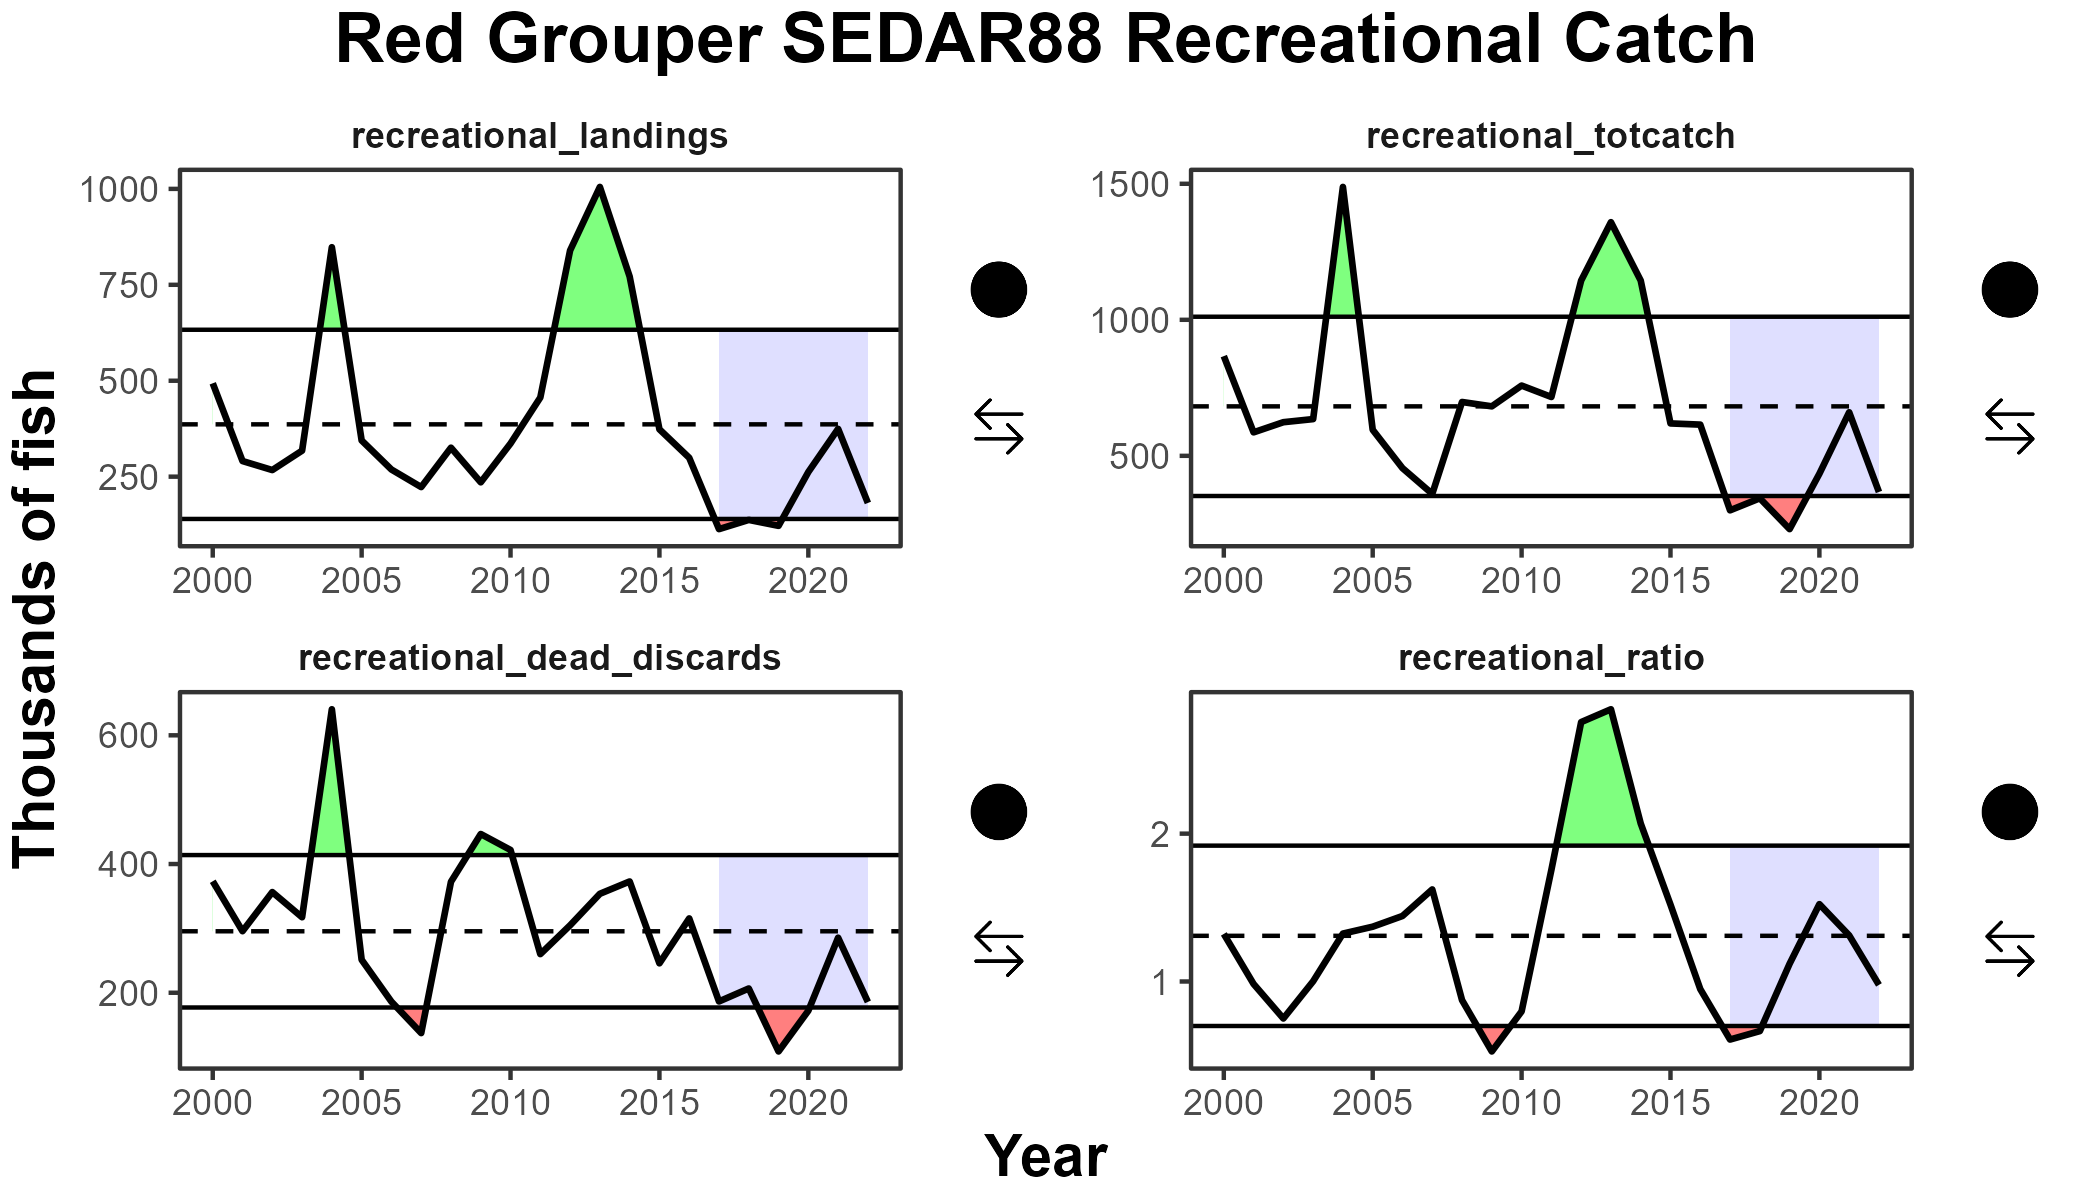 Red Grouper SEDAR88 Recreational Catch
Thousands of fish
recreational_landings
1000
750
500
250
2000 2005 2010 2015 2020
recreational_totcatch
1500
1000
500
2000 2005 2010 2015 2020
recreational_dead_discards
600
400
200
2000 2005 2010 2015 2020
recreational_ratio
2
1
2000 2005 2010 2015 2020
Year